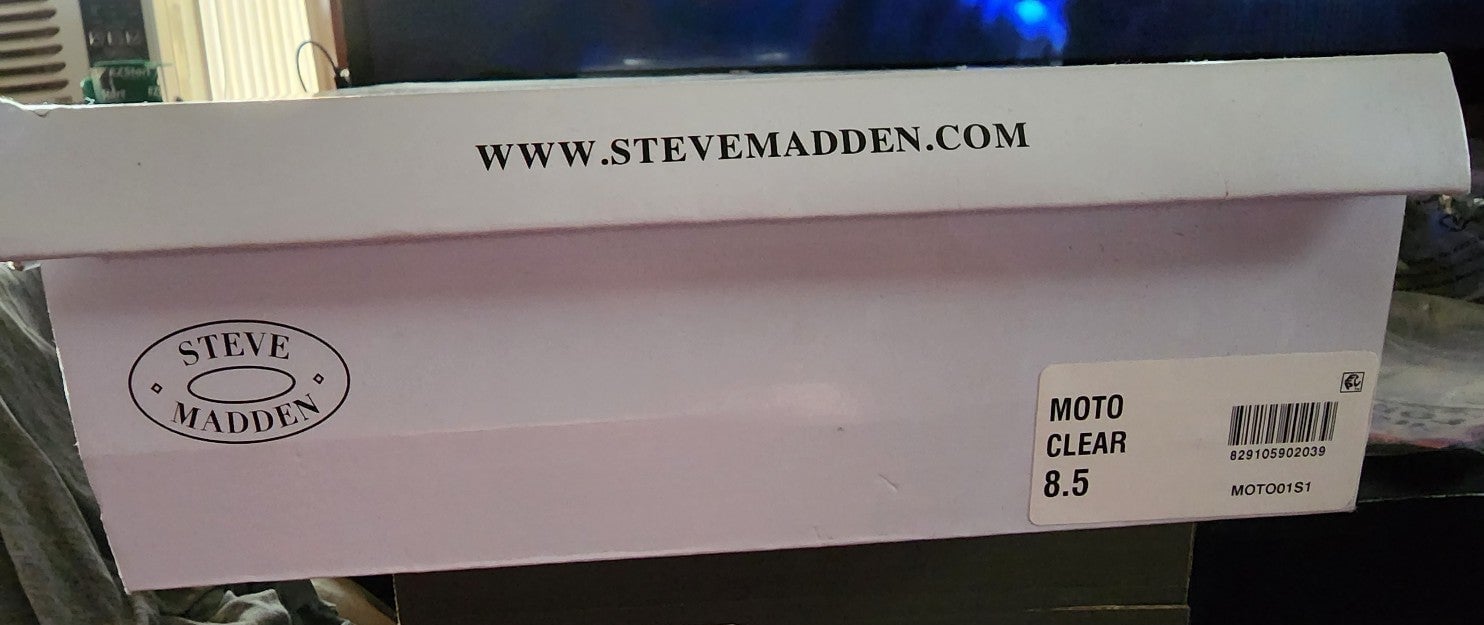 WWW.STEVEMADDEN.COM
STEVE
MADDEN
MOTO
CLEAR
8.5
829105902039
MOTO01S1